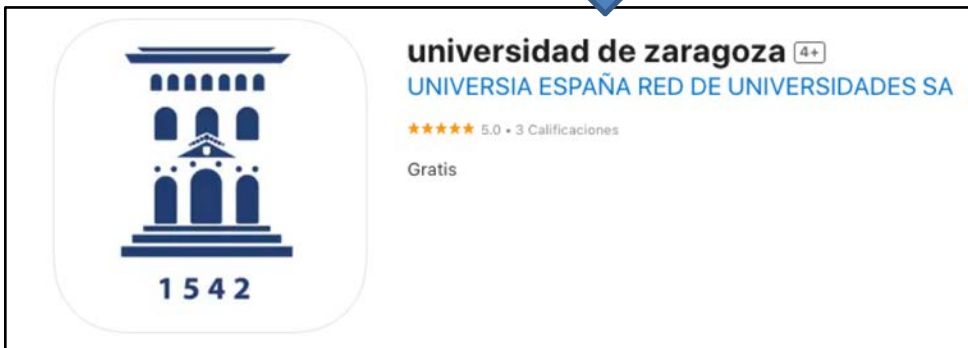 universidad de zaragoza 4+
UNIVERSIA ESPAÑA RED DE UNIVERSIDADES SA
★★★★★ 5.0 • 3 Calificaciones
Gratis
1542